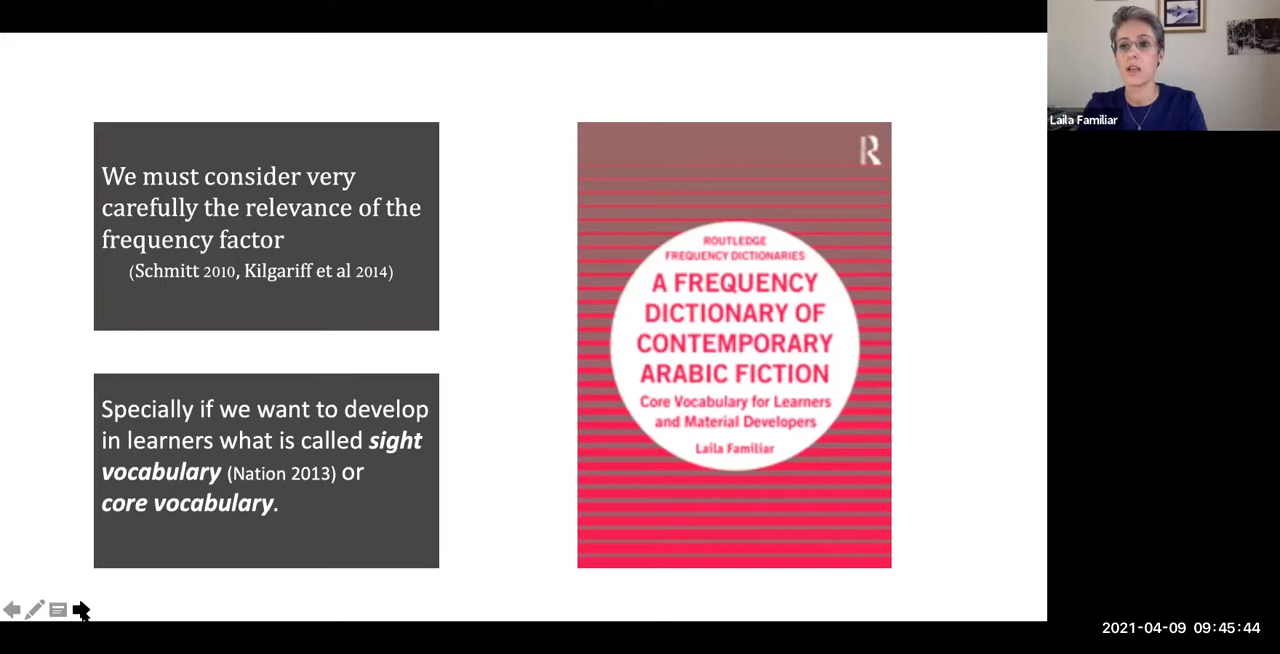 We must consider very
carefully the relevance of the
frequency factor
(Schmitt 2010, Kilgariff et al 2014)
Specially if we want to develop
in learners what is called sight
vocabulary (Nation 2013) or
core vocabulary.
R
ROUTLEDGE
FREQUENCY DICTIONARIES
A FREQUENCY
DICTIONARY OF
CONTEMPORARY
ARABIC FICTION
Core Vocabulary for Learners
and Material Developers
Laila Familiar
Laila Familiar
2021-04-09 09:45:44